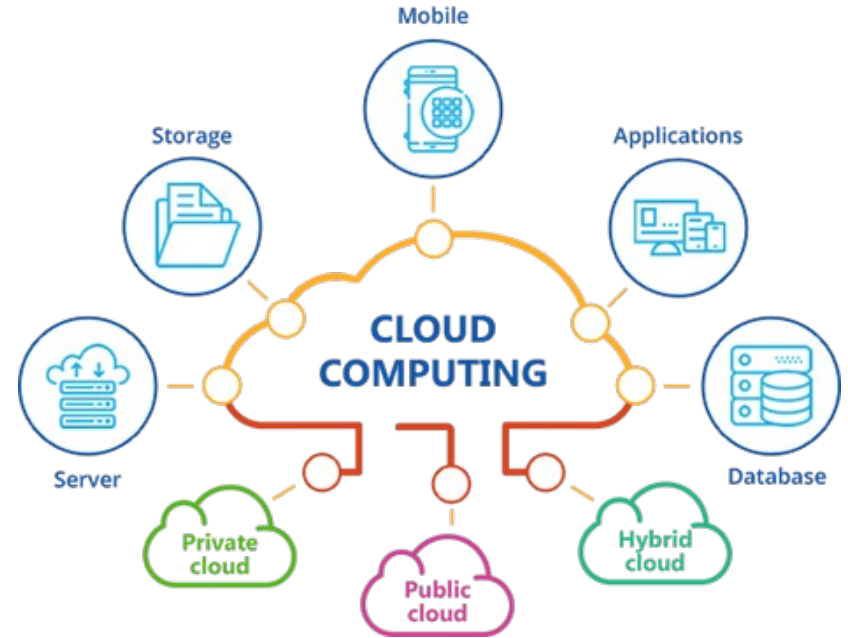 Mobile
Storage
Applications
CLOUD
COMPUTING
Server
Database
Private
cloud
Public
cloud
Hybrid
cloud